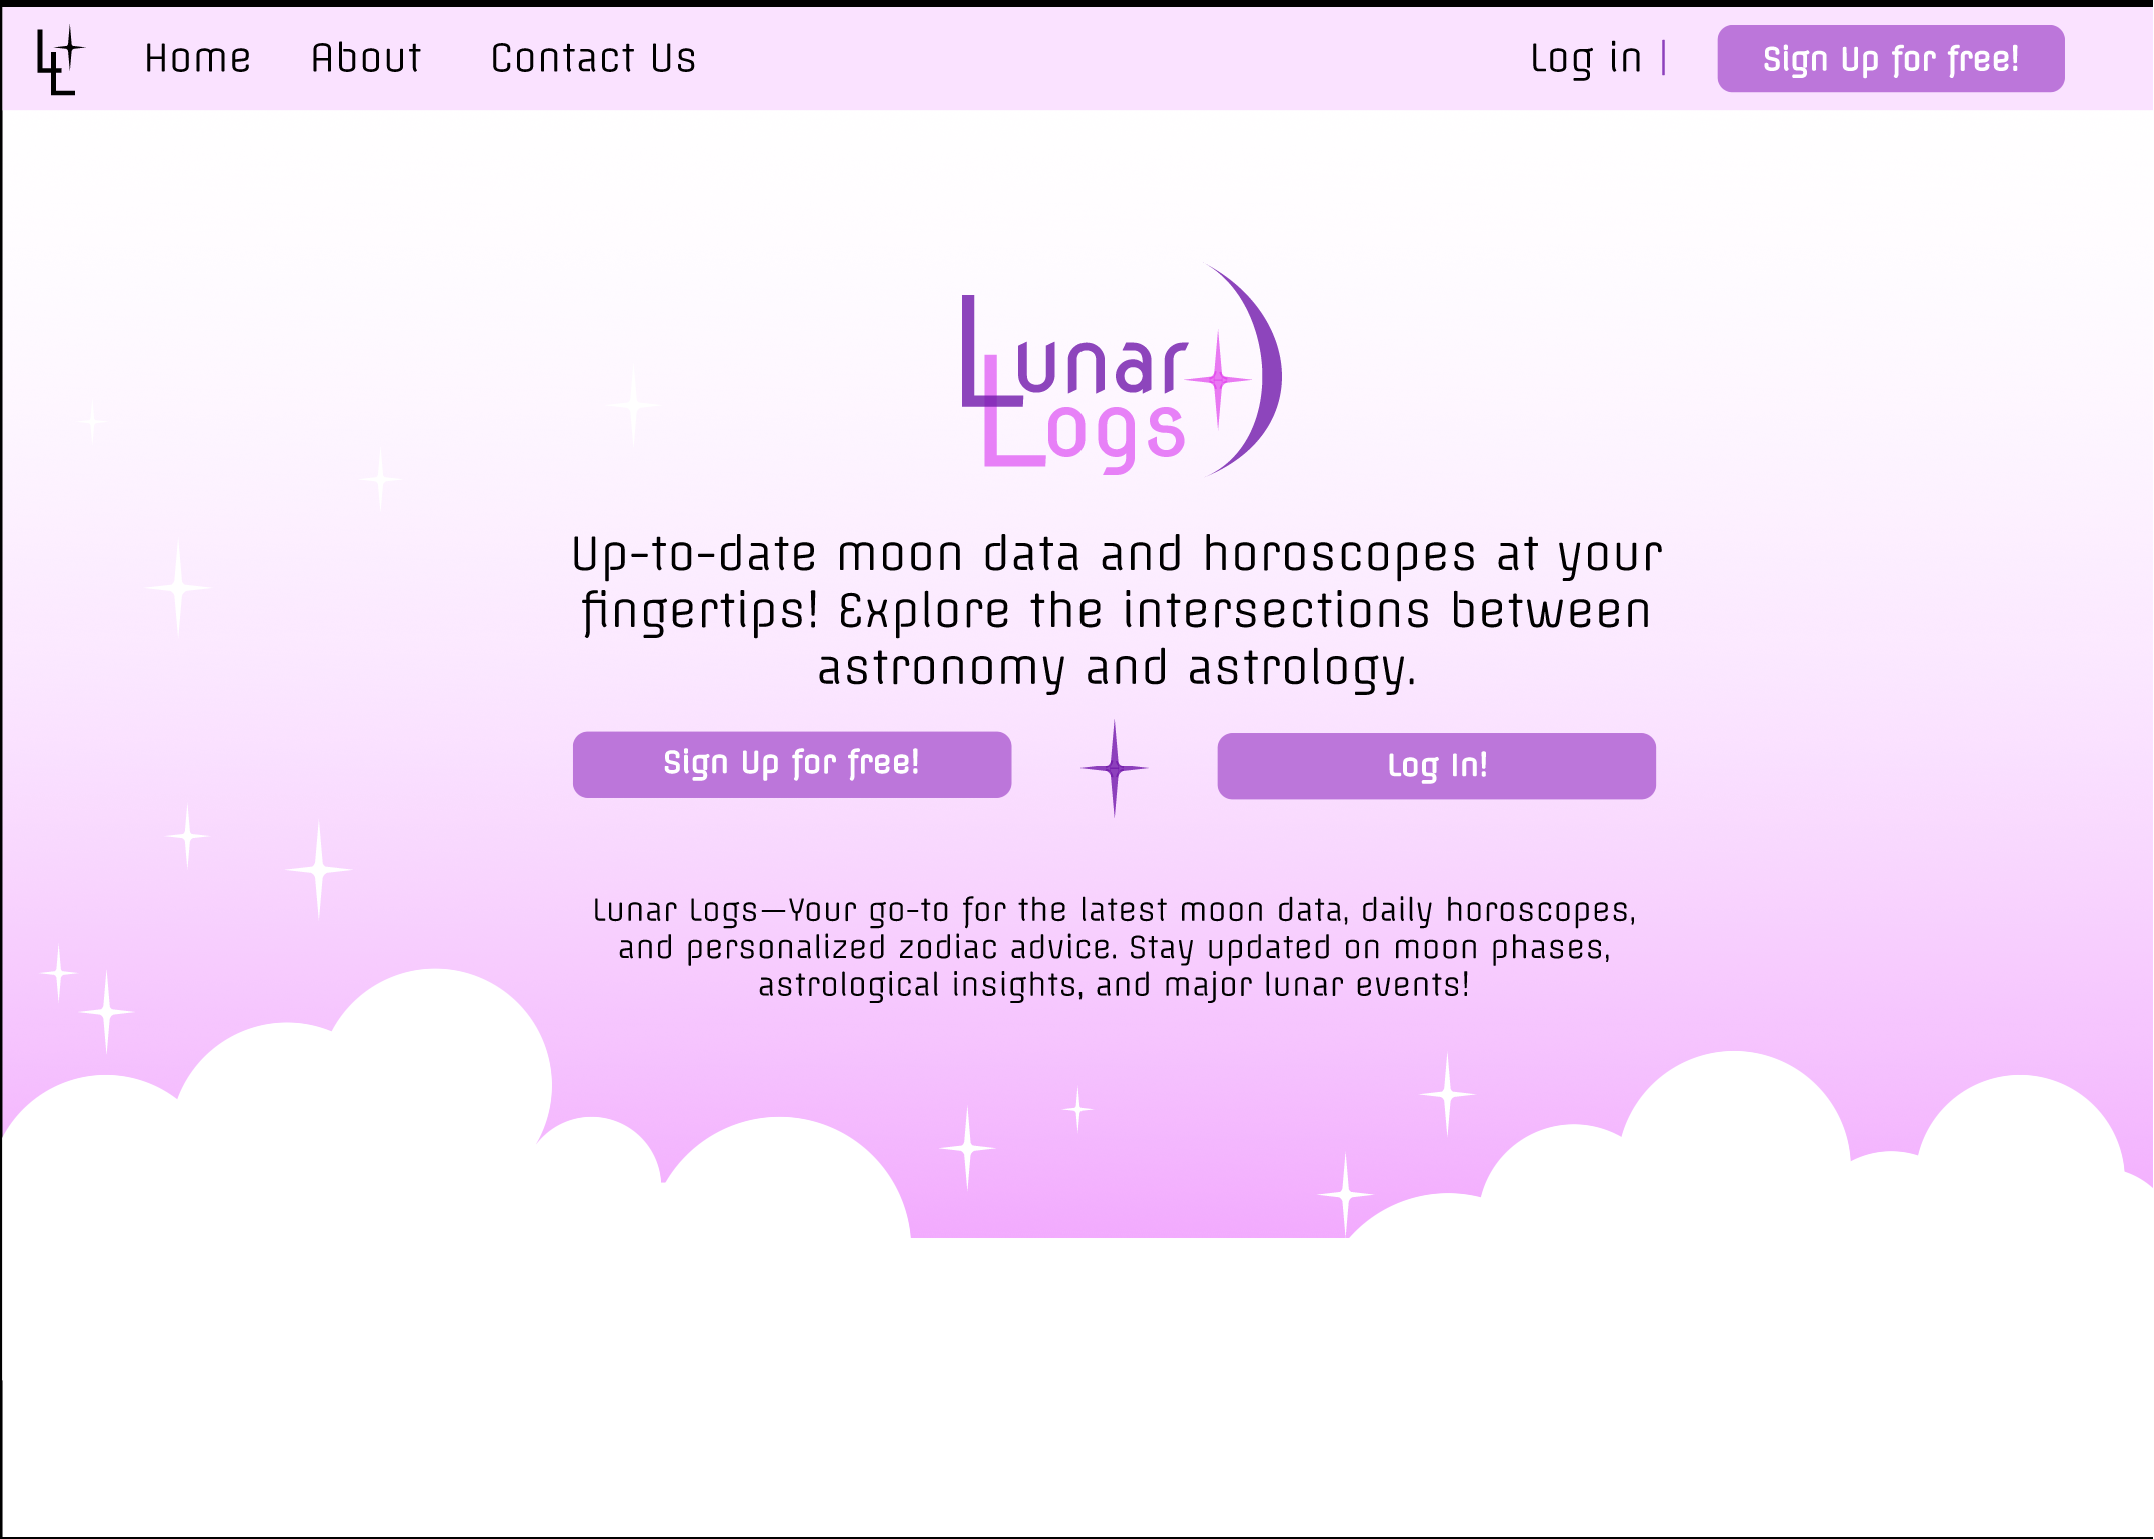 LL
Home About Contact Us Log in | Sign Up for free!
Lunar
Logs
Up-to-date moon data and horoscopes at your
fingertips! Explore the intersections between
astronomy and astrology.
Sign Up for free! Log In!
Lunar Logs—Your go-to for the latest moon data, daily horoscopes,
and personalized zodiac advice. Stay updated on moon phases,
astrological insights, and major lunar events!